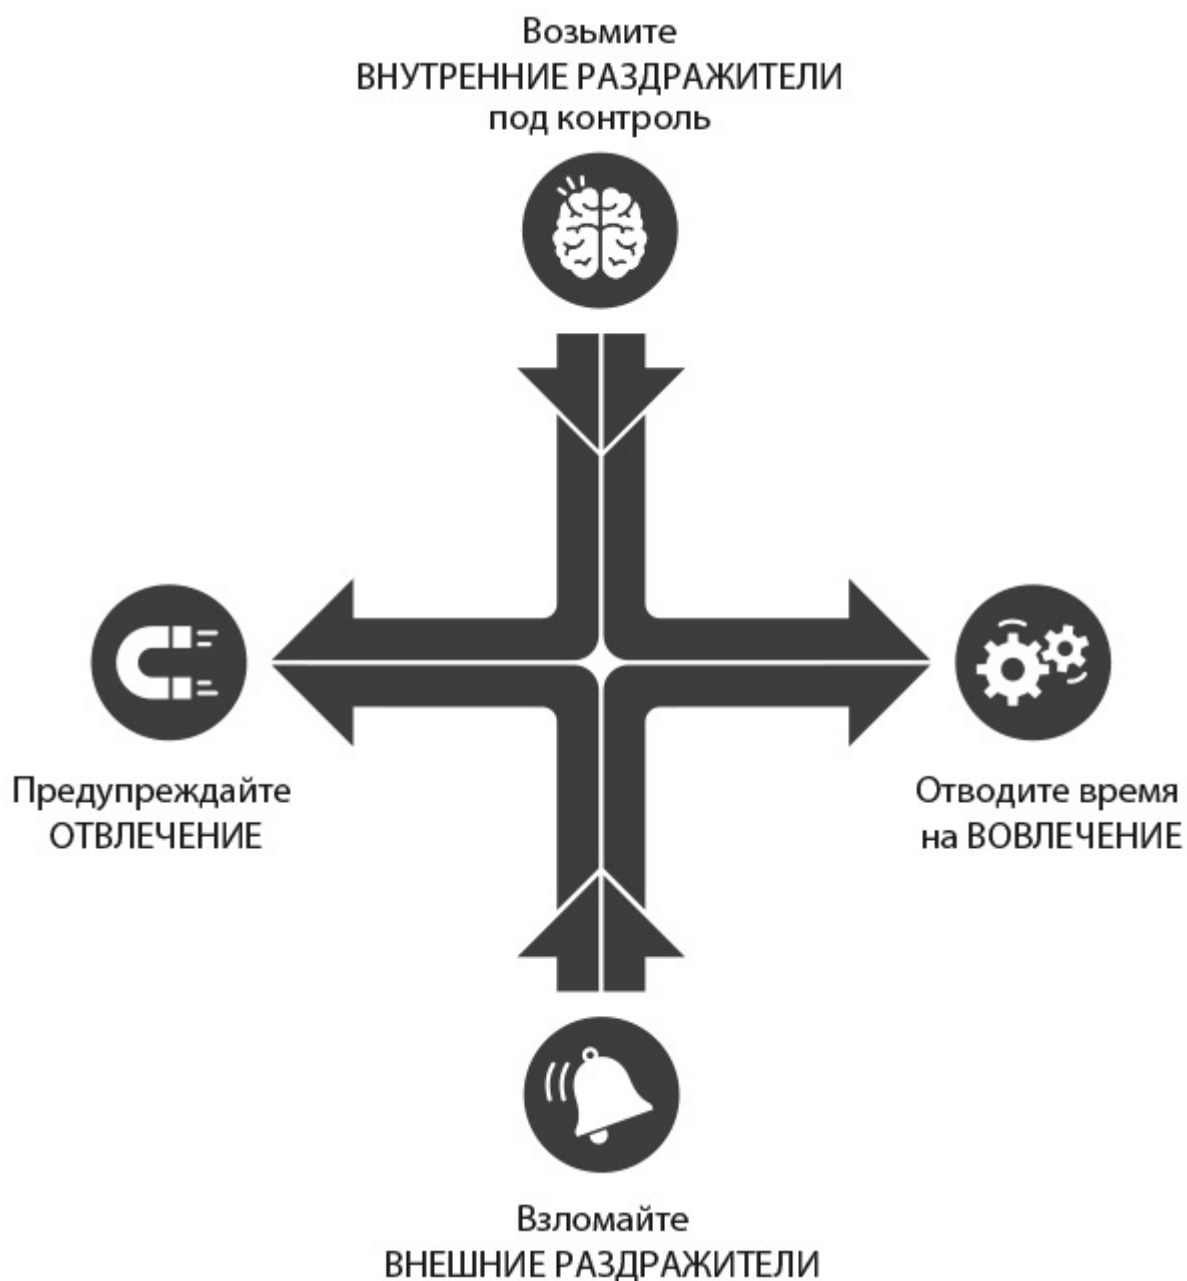 Возьмите
ВНУТРЕННИЕ РАЗДРАЖИТЕЛИ
под контроль
Предупреждайте
ОТВЛЕЧЕНИЕ
Отводите время
на ВОВЛЕЧЕНИЕ
Взломайте
ВНЕШНИЕ РАЗДРАЖИТЕЛИ